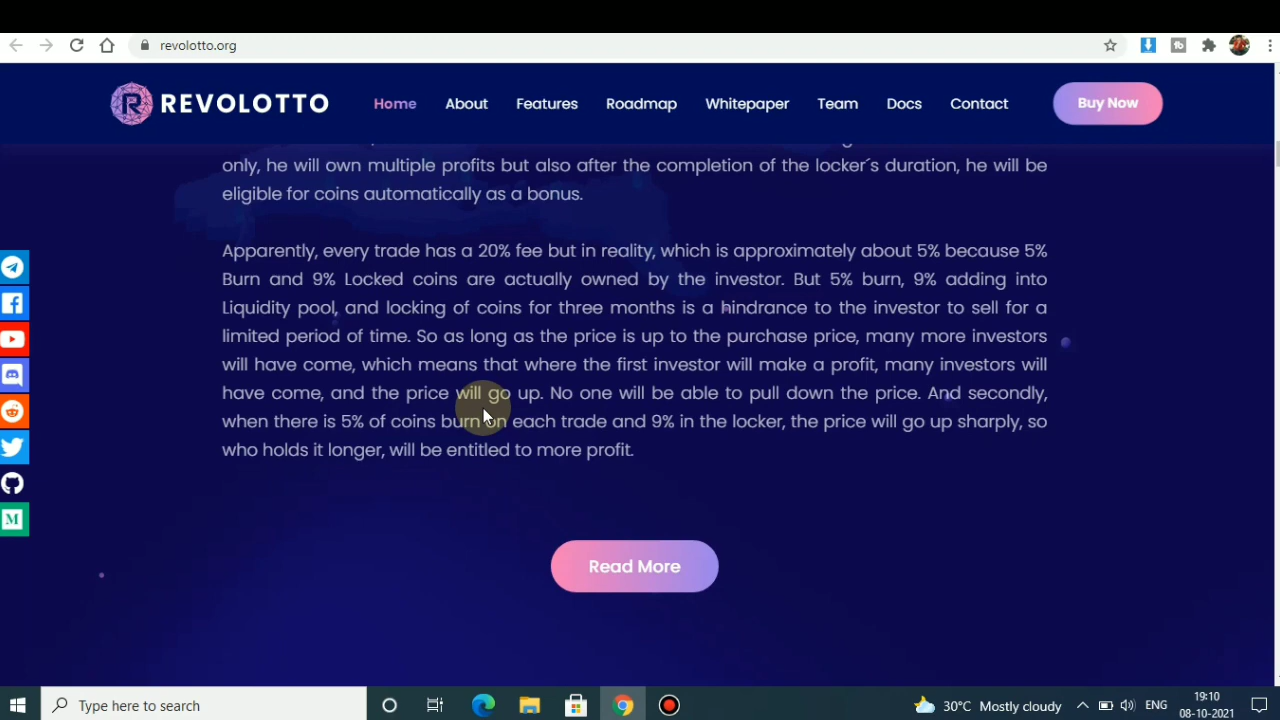 revolotto.org
REVOLOTTO
Home
About
Features
Roadmap
Whitepaper
Team
Docs
Contact
Buy Now
only, he will own multiple profits but also after the completion of the locker´s duration, he will be
eligible for coins automatically as a bonus.
Apparently, every trade has a 20% fee but in reality, which is approximately about 5% because 5%
Burn and 9% Locked coins are actually owned by the investor. But 5% burn, 9% adding into
Liquidity pool, and locking of coins for three months is a hindrance to the investor to sell for a
limited period of time. So as long as the price is up to the purchase price, many more investors
will have come, which means that where the first investor will make a profit, many investors will
have come, and the price will go up. No one will be able to pull down the price. And secondly,
when there is 5% of coins burn on each trade and 9% in the locker, the price will go up sharply, so
who holds it longer, will be entitled to more profit.
Read More
Type here to search
30°C Mostly cloudy
ENG
19:10
08-10-2021